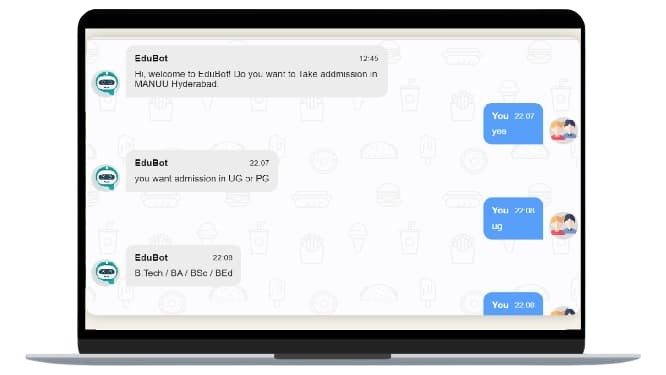 EduBot 12:45
Hi, welcome to EduBot! Do you want to Take addmission in
MANUU Hyderabad.
You 22:07
yes
EduBot 22:07
you want admission in UG or PG
You 22:08
ug
EduBot 22:08
B.Tech / BA / BSc / BEd
You 22:08